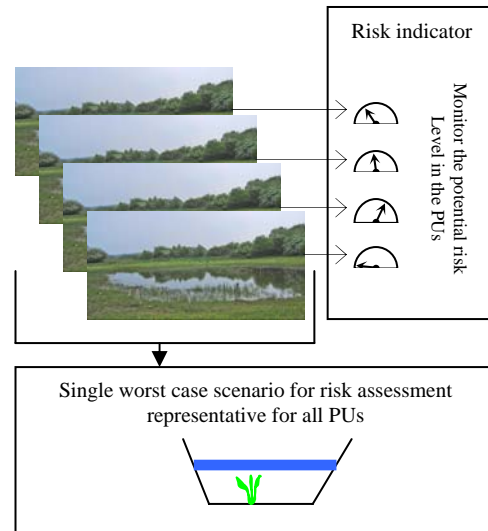 Risk indicator
Monitor the potential risk
Level in the PUs
Single worst case scenario for risk assessment
representative for all PUs